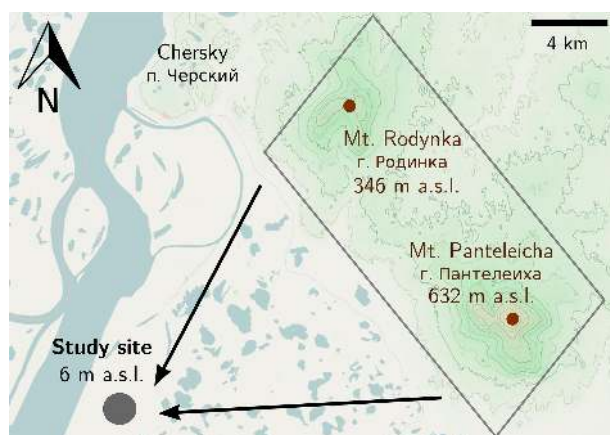 Chersky
п. Черский
4 km
N
Mt. Rodynka
г. Родинка
346 m a.s.l.
Mt. Panteleicha
г. Пантелеиха
632 m a.s.l.
Study site
6 m a.s.l.